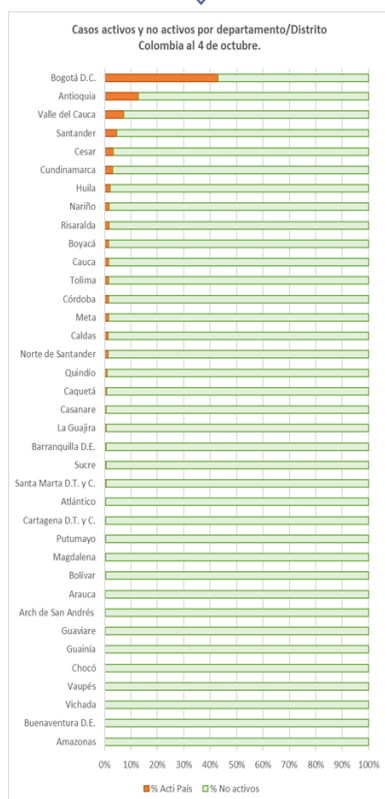 Casos activos y no activos por departamento/Distrito
Colombia al 4 de octubre.
Bogotá D.C.
Antioquia
Valle del Cauca
Santander
Cesar
Cundinamarca
Huila
Nariño
Risaralda
Boyacá
Cauca
Tolima
Córdoba
Meta
Caldas
Norte de Santander
Quindío
Caquetá
Casanare
La Guajira
Barranquilla D.E.
Sucre
Santa Marta D.T. y C.
Atlántico
Cartagena D.T. y C.
Putumayo
Magdalena
Bolívar
Arauca
Arch de San Andrés
Guaviare
Guainía
Chocó
Vaupés
Vichada
Buenaventura D.E.
Amazonas
0% 10% 20% 30% 40% 50% 60% 70% 80% 90% 100%
% Acti País % No activos